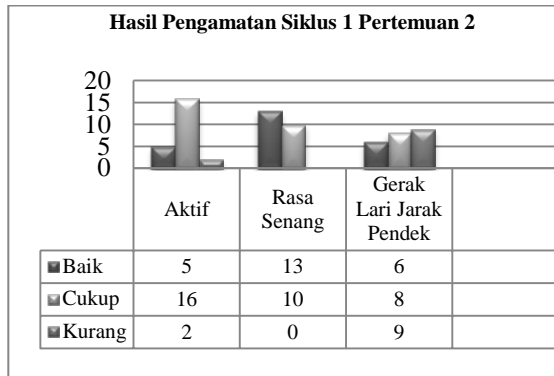 Hasil Pengamatan Siklus 1 Pertemuan 2
20
15
10
5
0
Aktif
Rasa
Senang
Gerak
Lari Jarak
Pendek
Baik 5 13 6
Cukup 16 10 8
Kurang 2 0 9